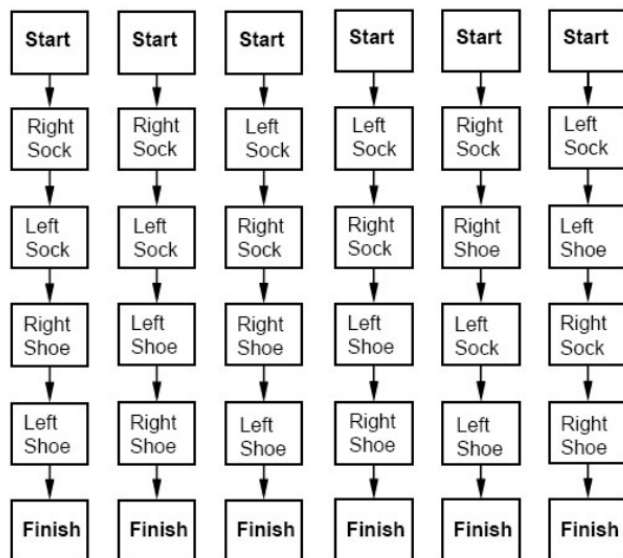 Start Start Start Start Start Start
Right Right Left Left Right Left
Sock Sock Sock Sock Sock Sock
Left Left Right Right Right Left
Sock Sock Sock Sock Shoe Shoe
Right Left Right Left Left Right
Shoe Shoe Shoe Shoe Sock Sock
Left Right Left Right Left Right
Shoe Shoe Shoe Shoe Shoe Shoe
Finish Finish Finish Finish Finish Finish